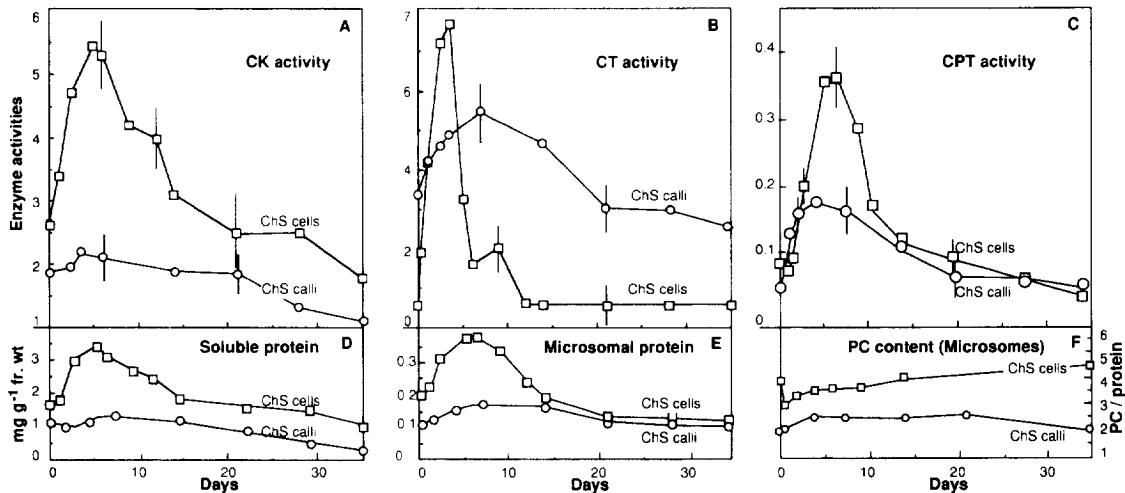 A
CK activity
Enzyme activities
6
5
4
3
2
1
ChS cells
ChS calli
B
CT activity
7
6
4
2
0
ChS calli
ChS cells
C
CPT activity
0.4
0.3
0.2
0.1
0
ChS cells
ChS calli
D
Soluble protein
mg g⁻¹ fr. wt
3
2
1
0
ChS cells
ChS calli
0 10 20 30
Days
E
Microsomal protein
0.3
0.2
0.1
0
ChS cells
ChS calli
0 10 20 30
Days
F
PC content (Microsomes)
PC / protein
6
5
4
3
2
1
ChS cells
ChS calli
0 10 20 30
Days